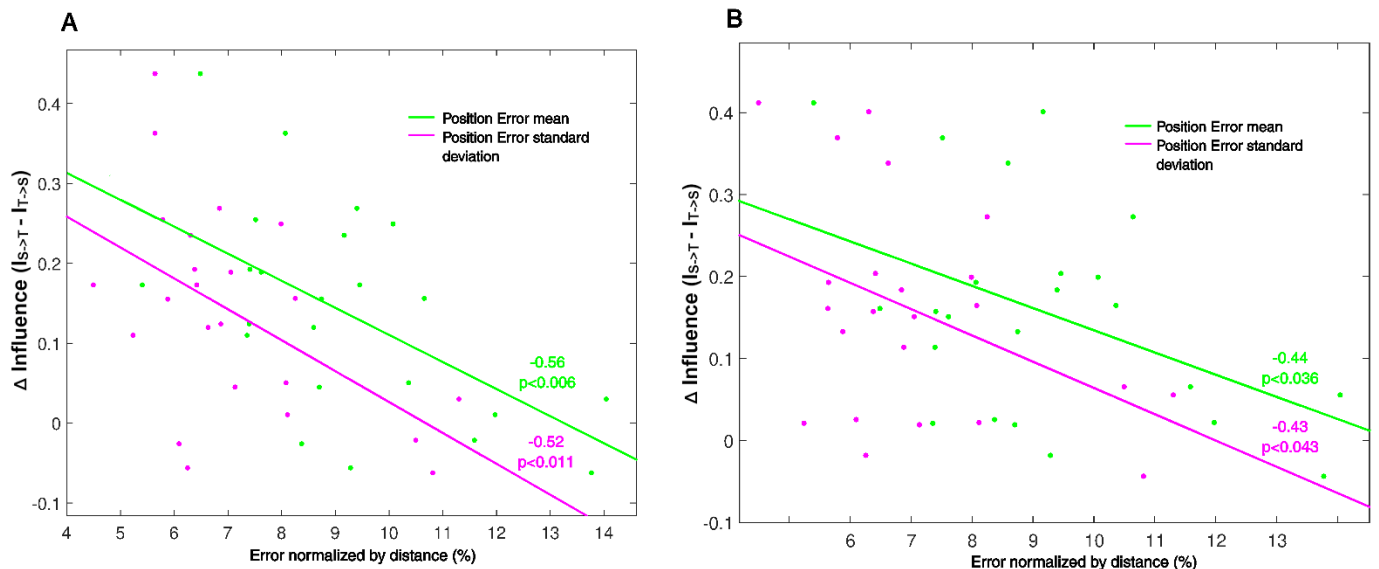 A
Δ Influence (I S->T - I T->S)
0.4
0.3
0.2
0.1
0
-0.1
Position Error mean
Position Error standard
deviation
-0.56
p<0.006
-0.52
p<0.011
4 5 6 7 8 9 10 11 12 13 14
Error normalized by distance (%)
B
Δ Influence (I S->T - I T->S)
0.4
0.3
0.2
0.1
0
-0.1
Position Error mean
Position Error standard
deviation
-0.44
p<0.036
-0.43
p<0.043
6 7 8 9 10 11 12 13
Error normalized by distance (%)